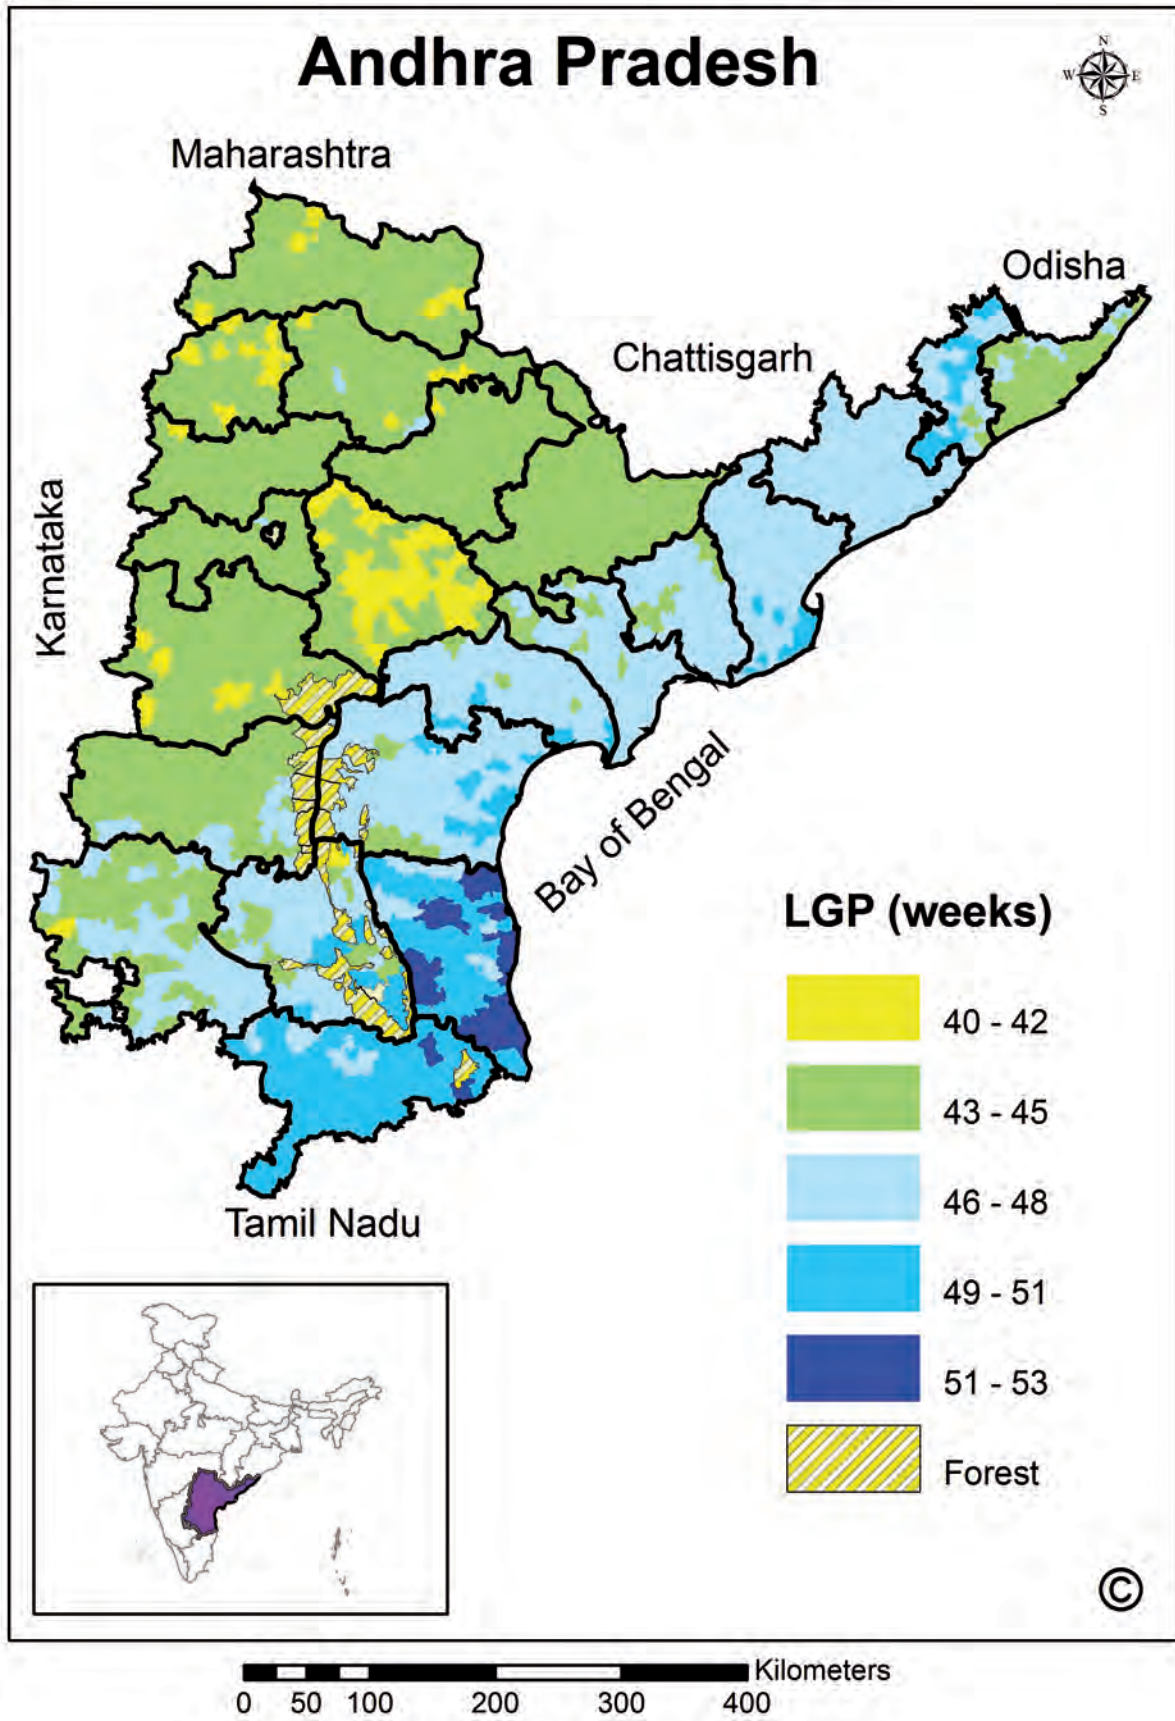 Andhra Pradesh
N
W E
S
Maharashtra
Odisha
Chattisgarh
Karnataka
Bay of Bengal
LGP (weeks)
40 - 42
43 - 45
46 - 48
49 - 51
51 - 53
Forest
Tamil Nadu
©
Kilometers
0 50 100 200 300 400